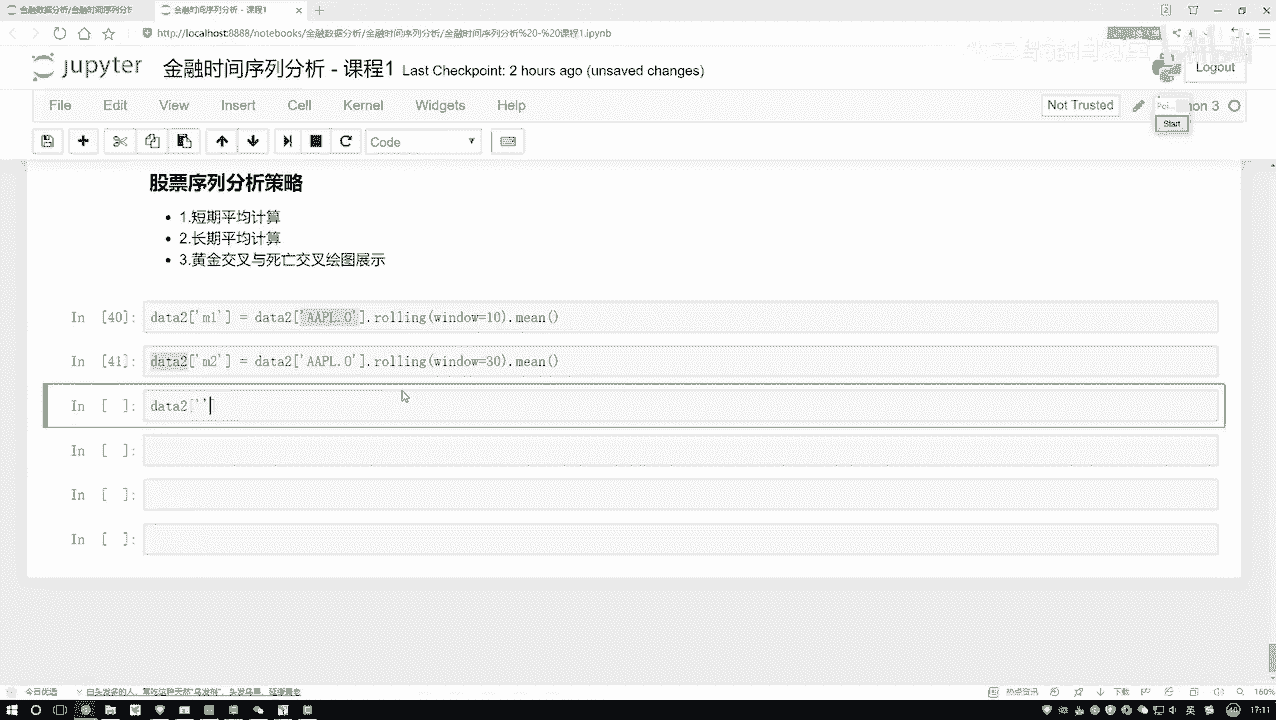 金融数据分析/金融时间序列分析
金融时间序列分析 - 课程1
http://localhost:8888/notebooks/金融数据分析/金融时间序列分析/金融时间序列分析%20-%20课程1.ipynb
jupyter 金融时间序列分析 - 课程1 Last Checkpoint: 2 hours ago (unsaved changes)
Logout
File Edit View Insert Cell Kernel Widgets Help
Not Trusted
Start
Code
股票序列分析策略
1.短期平均计算
2.长期平均计算
3.黄金交叉与死亡交叉绘图展示
In [40]: data2['m1'] = data2['AAPL.O'].rolling(window=10).mean()
In [41]: data2['m2'] = data2['AAPL.O'].rolling(window=30).mean()
In [ ]: data2[''
In [ ]:
In [ ]:
In [ ]:
今日优选
下载
160%
17:11